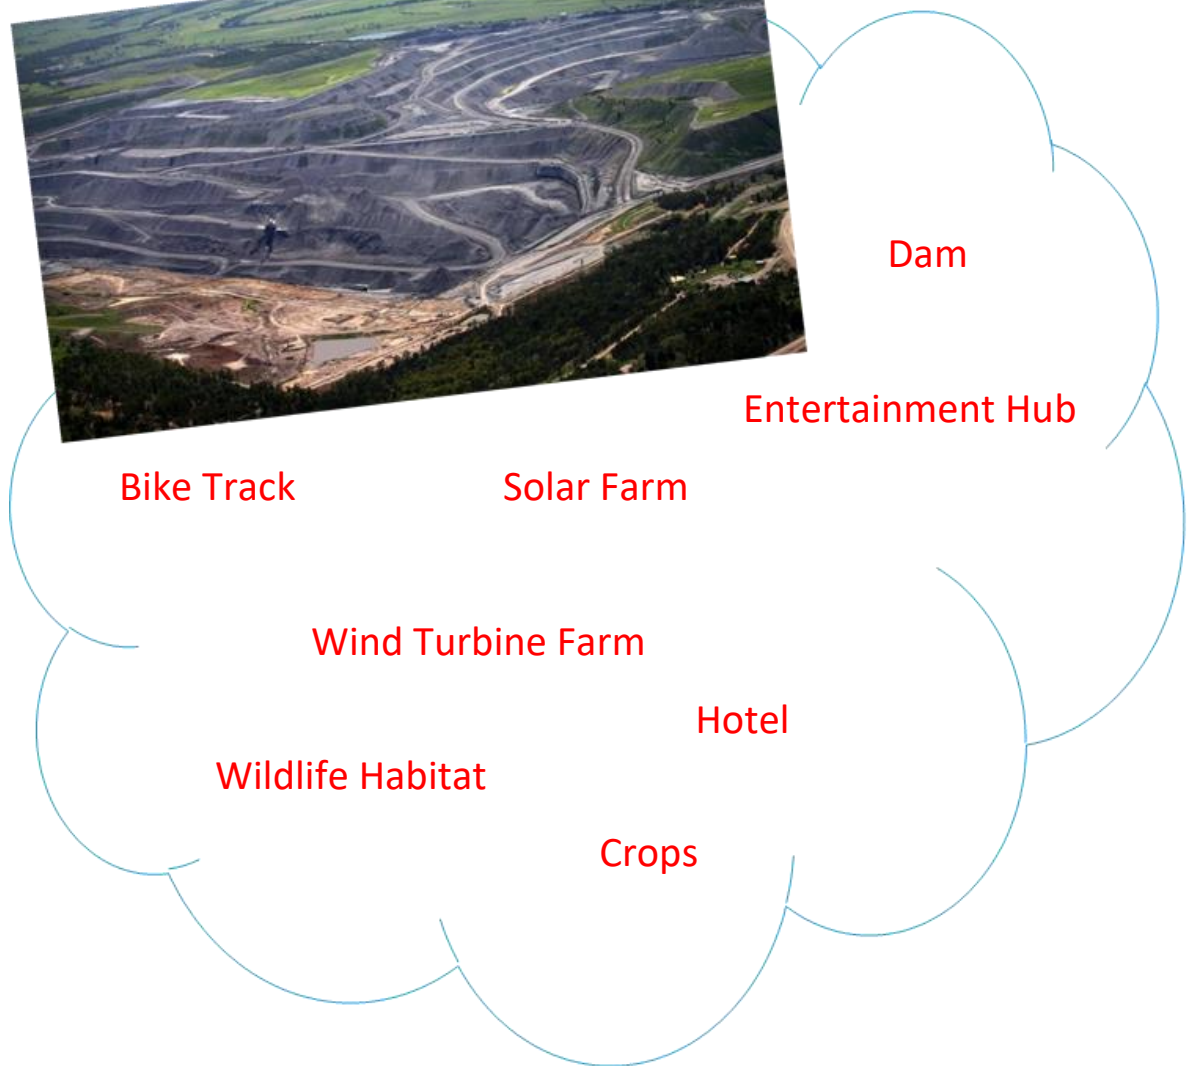 Dam
Entertainment Hub
Bike Track
Solar Farm
Wind Turbine Farm
Hotel
Wildlife Habitat
Crops